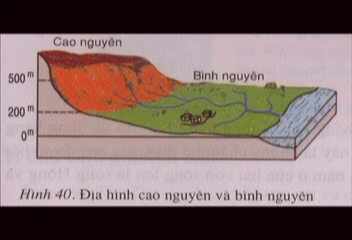 Cao nguyên
Bình nguyên
500 m
200 m
0 m
Hình 40. Địa hình cao nguyên và bình nguyên